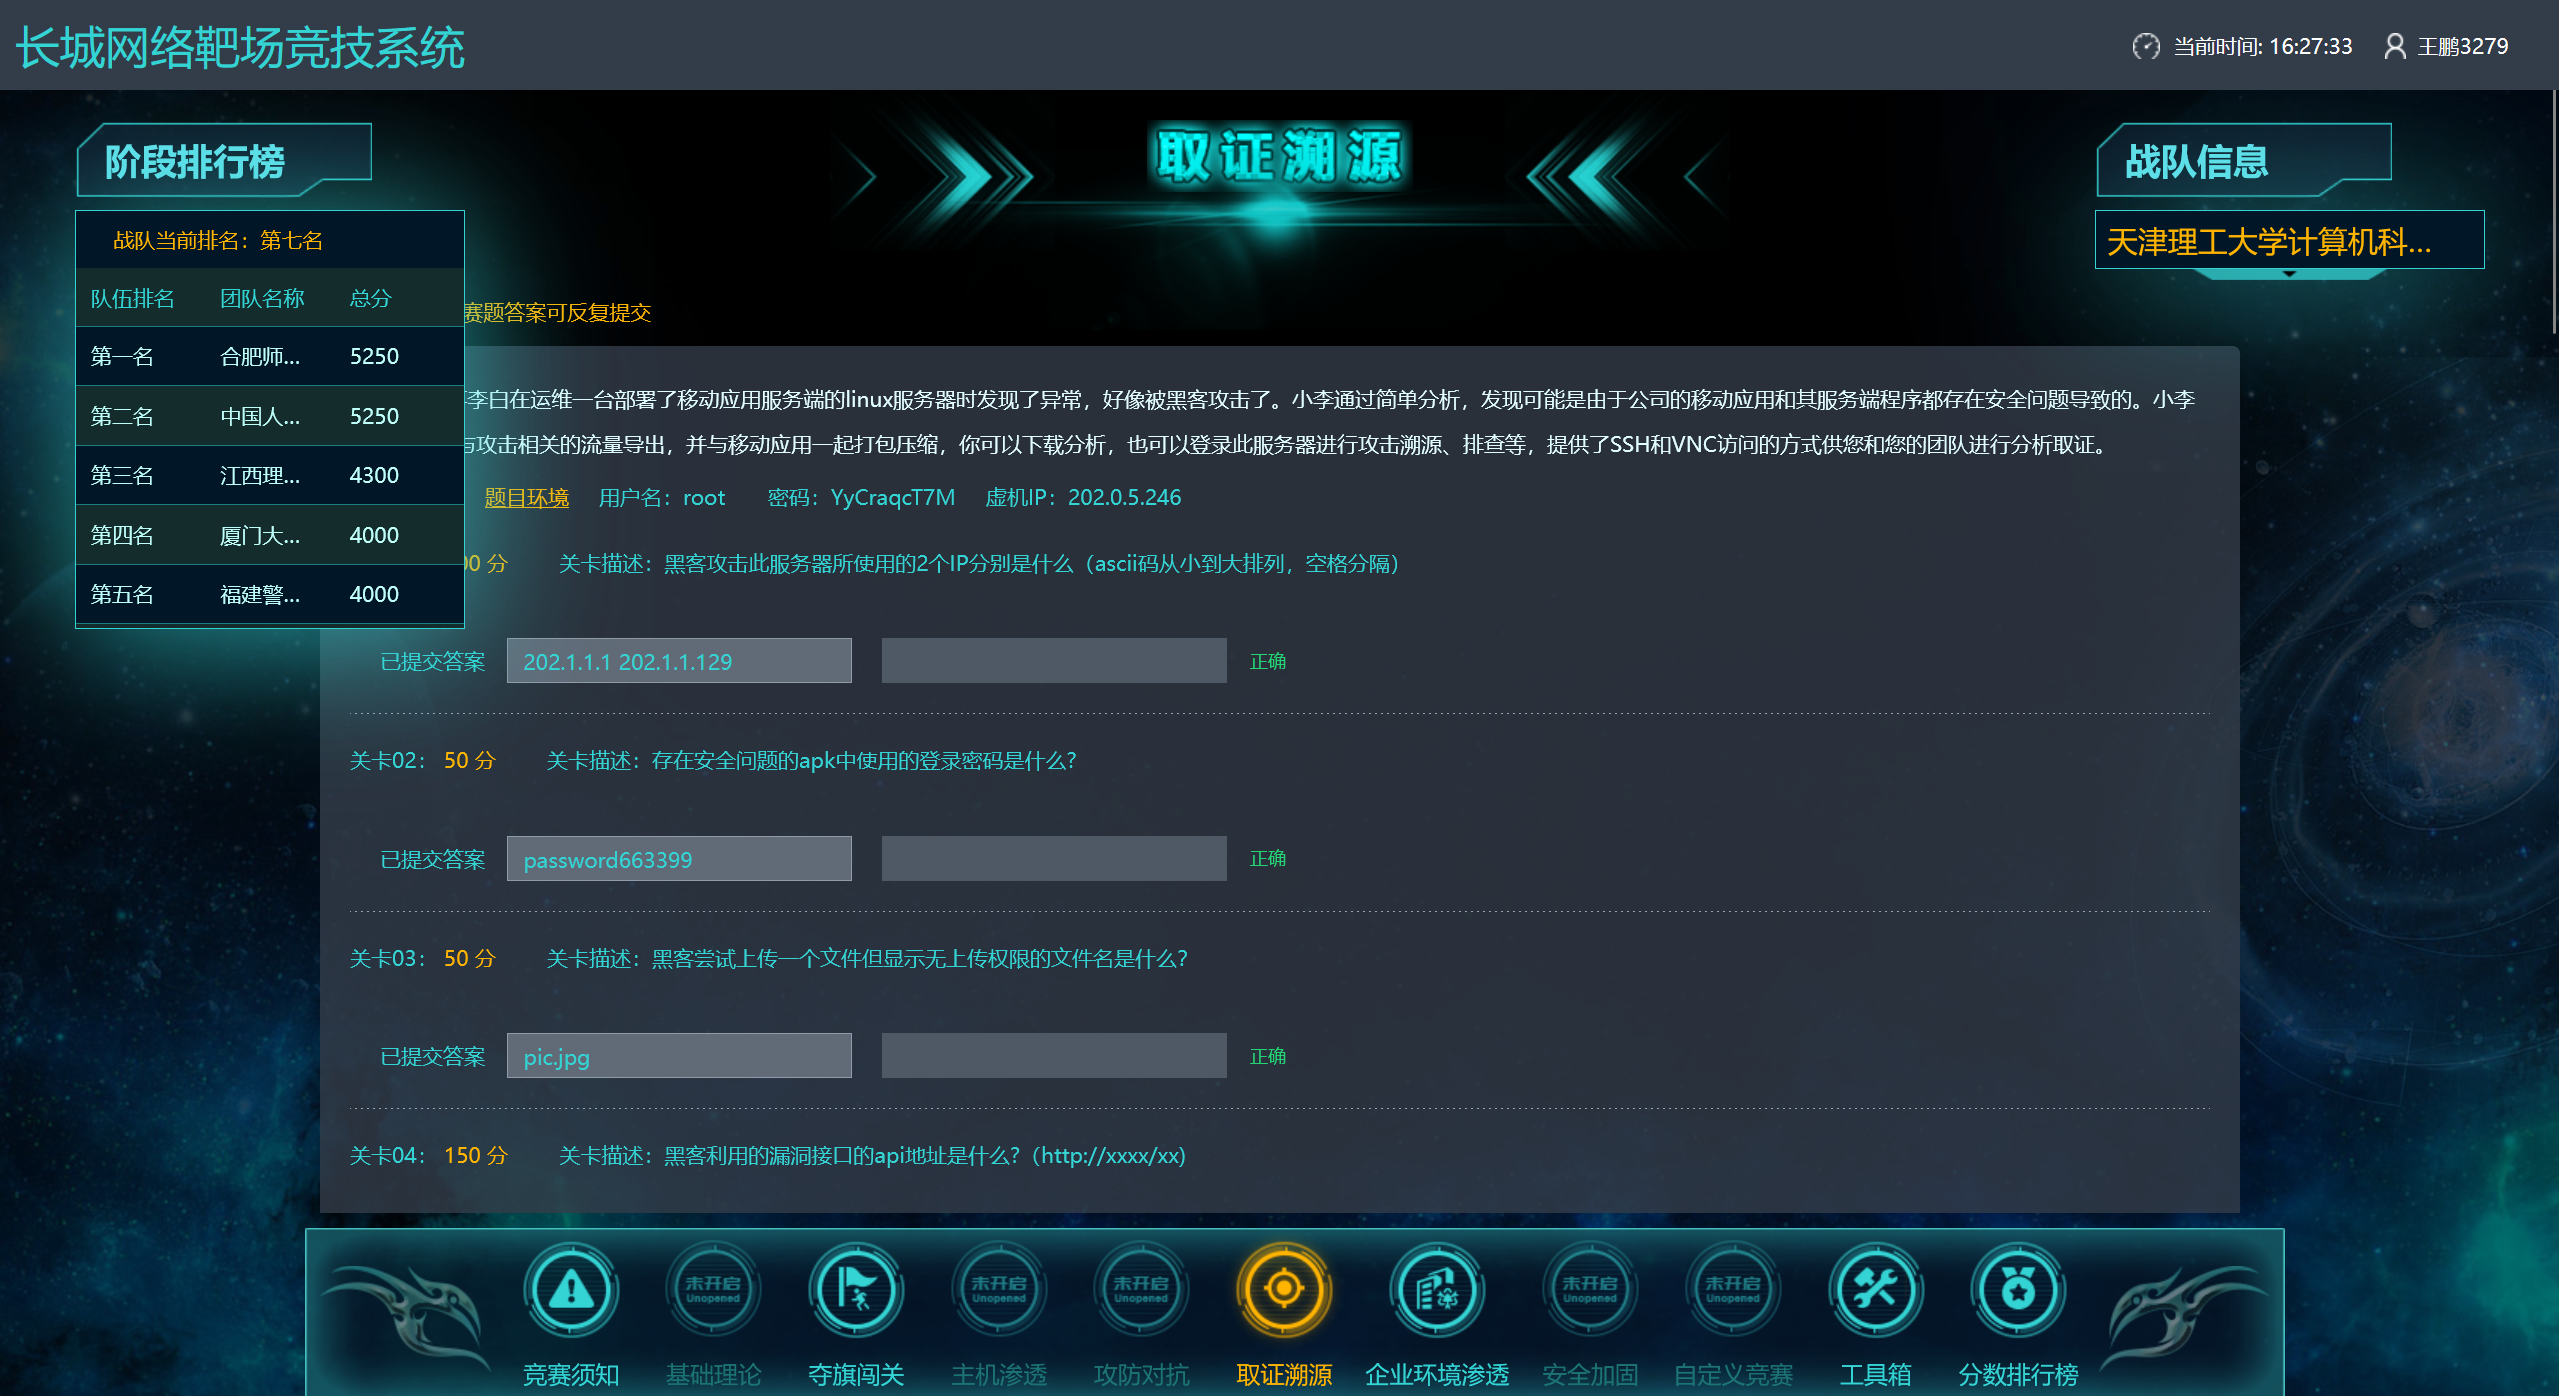 长城网络靶场竞技系统
当前时间: 16:27:33 王鹏3279
阶段排行榜
取证溯源
战队信息
战队当前排名：第七名
队伍排名 团队名称 总分
第一名 合肥师... 5250
第二名 中国人... 5250
第三名 江西理... 4300
第四名 厦门大... 4000
第五名 福建警... 4000
天津理工大学计算机科...
赛题答案可反复提交
李白在运维一台部署了移动应用服务端的linux服务器时发现了异常，好像被黑客攻击了。小李通过简单分析，发现可能是由于公司的移动应用和其服务端程序都存在安全问题导致的。小李
与攻击相关的流量导出，并与移动应用一起打包压缩，你可以下载分析，也可以登录此服务器进行攻击溯源、排查等，提供了SSH和VNC访问的方式供您和您的团队进行分析取证。
题目环境 用户名：root 密码：YyCraqcT7M 虚机IP：202.0.5.246
0 分 关卡描述：黑客攻击此服务器所使用的2个IP分别是什么（ascii码从小到大排列，空格分隔）
已提交答案 202.1.1.1 202.1.1.129 正确
关卡02： 50 分 关卡描述：存在安全问题的apk中使用的登录密码是什么?
已提交答案 password663399 正确
关卡03： 50 分 关卡描述：黑客尝试上传一个文件但显示无上传权限的文件名是什么?
已提交答案 pic.jpg 正确
关卡04： 150 分 关卡描述：黑客利用的漏洞接口的api地址是什么?（http://xxxx/xx)
未开启 未开启 未开启 未开启 未开启
Unopened Unopened Unopened Unopened Unopened
竞赛须知 基础理论 夺旗闯关 主机渗透 攻防对抗 取证溯源 企业环境渗透 安全加固 自定义竞赛 工具箱 分数排行榜